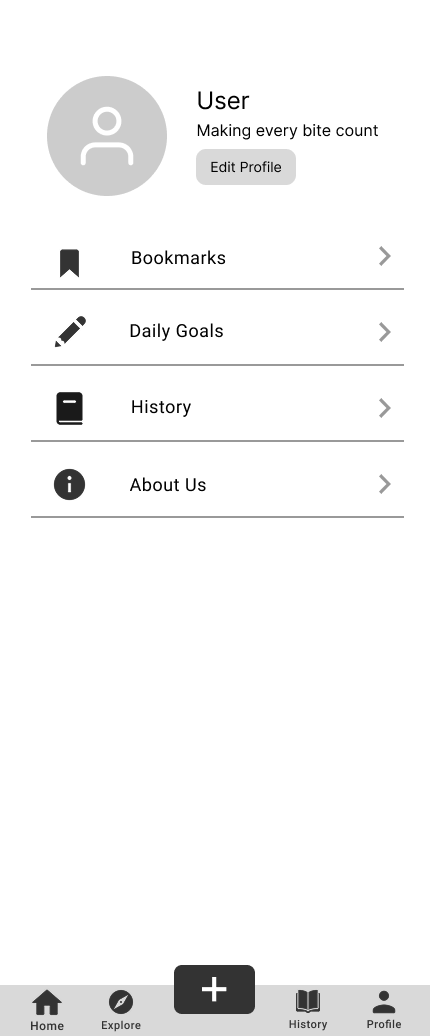 User
Making every bite count
Edit Profile
Bookmarks
Daily Goals
History
About Us
Home
Explore
History
Profile